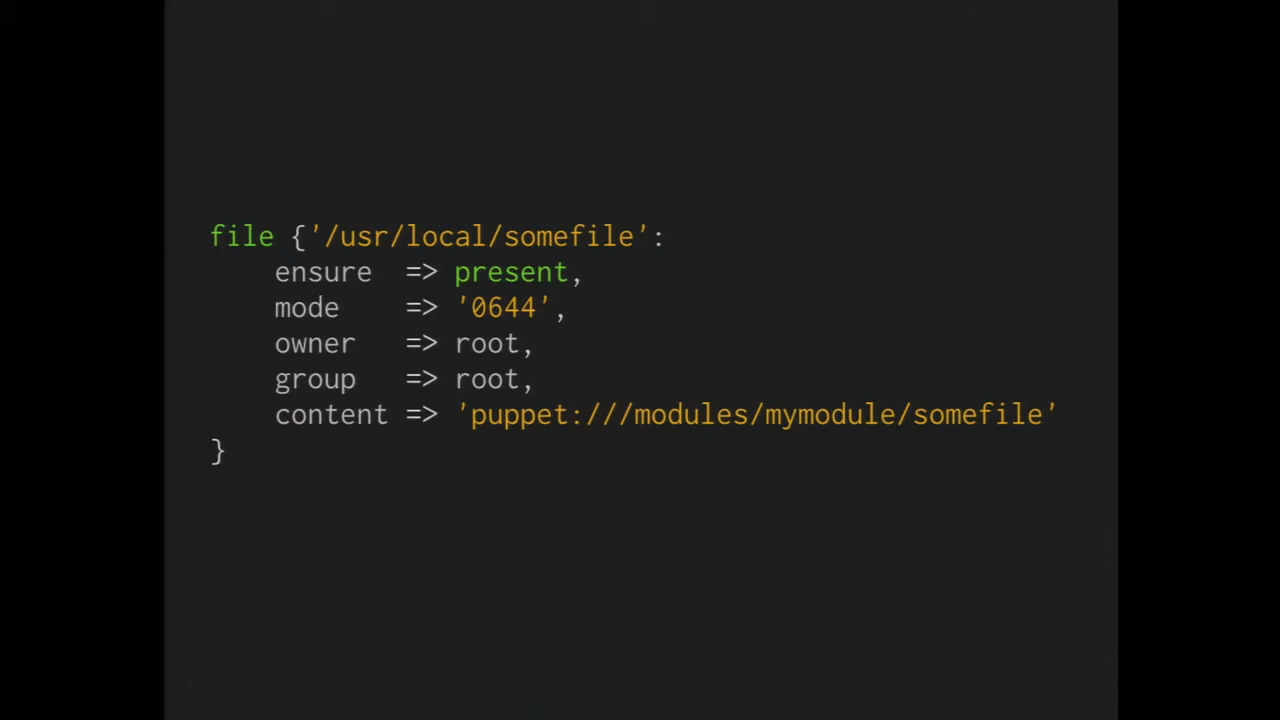 file {'/usr/local/somefile':
    ensure  => present,
    mode    => '0644',
    owner   => root,
    group   => root,
    content => 'puppet:///modules/mymodule/somefile'
}